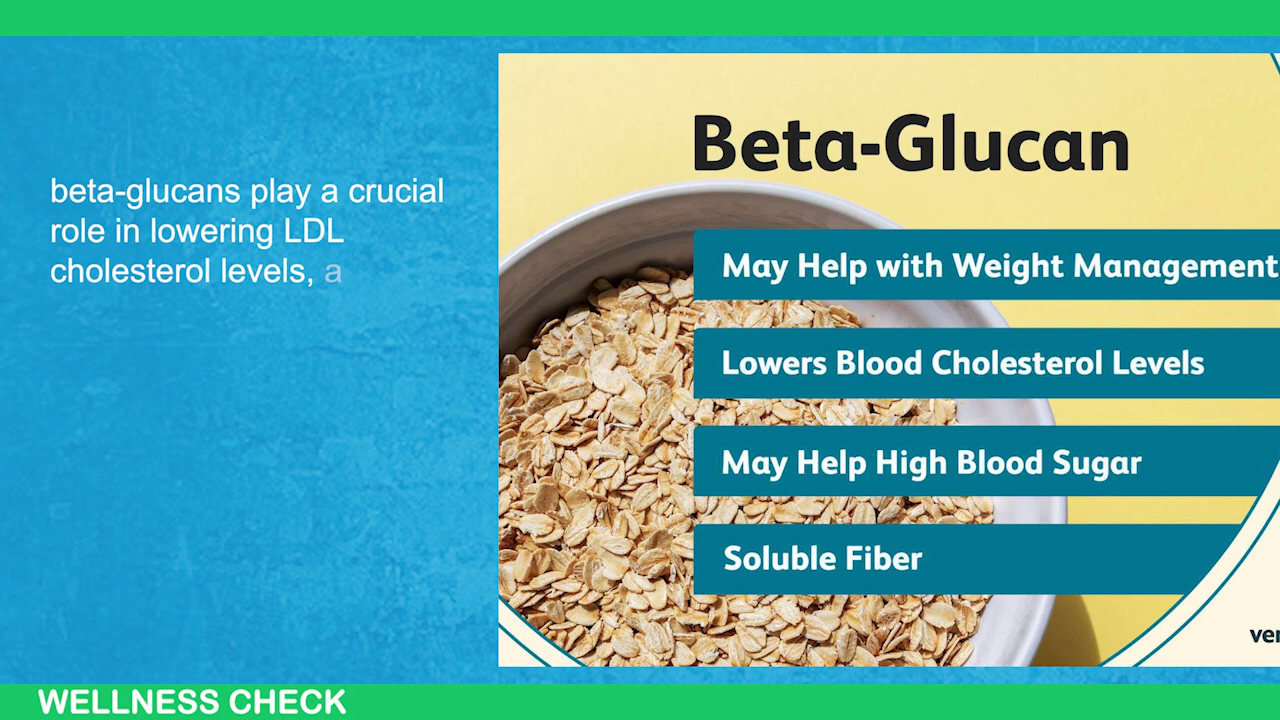 beta-glucans play a crucial
role in lowering LDL
cholesterol levels, a
Beta-Glucan
May Help with Weight Management
Lowers Blood Cholesterol Levels
May Help High Blood Sugar
Soluble Fiber
WELLNESS CHECK